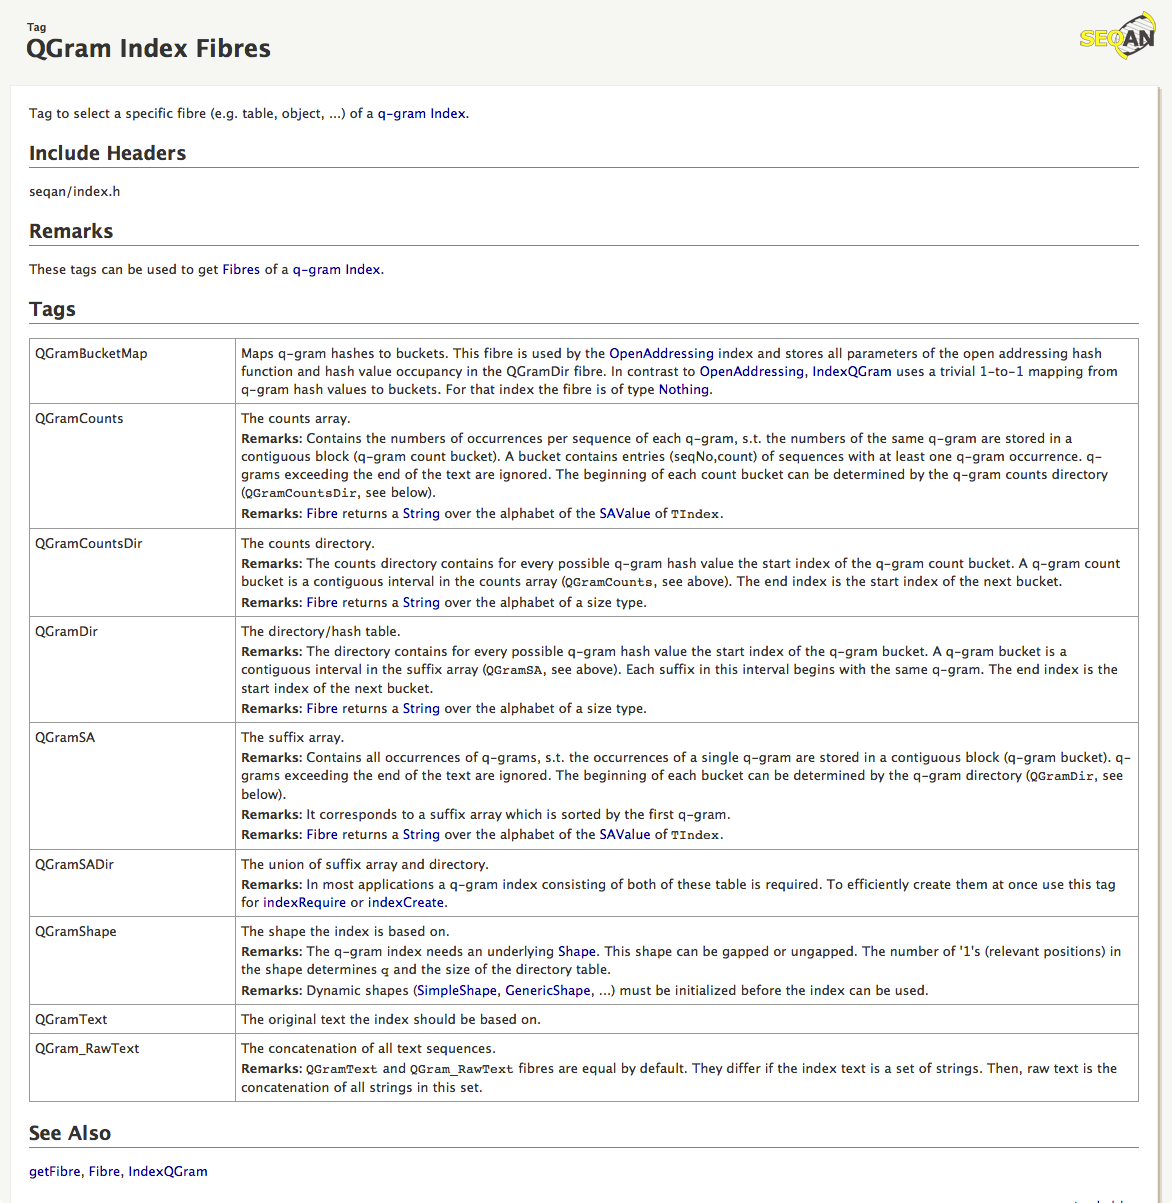 Tag
QGram Index Fibres
SEQAN
Tag to select a specific fibre (e.g. table, object, ...) of a q-gram Index.
Include Headers
seqan/index.h
Remarks
These tags can be used to get Fibres of a q-gram Index.
Tags
QGramBucketMap
Maps q-gram hashes to buckets. This fibre is used by the OpenAddressing index and stores all parameters of the open addressing hash
function and hash value occupancy in the QGramDir fibre. In contrast to OpenAddressing, IndexQGram uses a trivial 1-to-1 mapping from
q-gram hash values to buckets. For that index the fibre is of type Nothing.
QGramCounts
The counts array.
Remarks: Contains the numbers of occurrences per sequence of each q-gram, s.t. the numbers of the same q-gram are stored in a
contiguous block (q-gram count bucket). A bucket contains entries (seqNo,count) of sequences with at least one q-gram occurrence. q-
grams exceeding the end of the text are ignored. The beginning of each count bucket can be determined by the q-gram counts directory
(QGramCountsDir, see below).
Remarks: Fibre returns a String over the alphabet of the SAValue of TIndex.
QGramCountsDir
The counts directory.
Remarks: The counts directory contains for every possible q-gram hash value the start index of the q-gram count bucket. A q-gram count
bucket is a contiguous interval in the counts array (QGramCounts, see above). The end index is the start index of the next bucket.
Remarks: Fibre returns a String over the alphabet of a size type.
QGramDir
The directory/hash table.
Remarks: The directory contains for every possible q-gram hash value the start index of the q-gram bucket. A q-gram bucket is a
contiguous interval in the suffix array (QGramSA, see above). Each suffix in this interval begins with the same q-gram. The end index is the
start index of the next bucket.
Remarks: Fibre returns a String over the alphabet of a size type.
QGramSA
The suffix array.
Remarks: Contains all occurrences of q-grams, s.t. the occurrences of a single q-gram are stored in a contiguous block (q-gram bucket). q-
grams exceeding the end of the text are ignored. The beginning of each bucket can be determined by the q-gram directory (QGramDir, see
below).
Remarks: It corresponds to a suffix array which is sorted by the first q-gram.
Remarks: Fibre returns a String over the alphabet of the SAValue of TIndex.
QGramSADir
The union of suffix array and directory.
Remarks: In most applications a q-gram index consisting of both of these table is required. To efficiently create them at once use this tag
for indexRequire or indexCreate.
QGramShape
The shape the index is based on.
Remarks: The q-gram index needs an underlying Shape. This shape can be gapped or ungapped. The number of '1's (relevant positions) in
the shape determines q and the size of the directory table.
Remarks: Dynamic shapes (SimpleShape, GenericShape, ...) must be initialized before the index can be used.
QGramText
The original text the index should be based on.
QGram_RawText
The concatenation of all text sequences.
Remarks: QGramText and QGram_RawText fibres are equal by default. They differ if the index text is a set of strings. Then, raw text is the
concatenation of all strings in this set.
See Also
getFibre, Fibre, IndexQGram